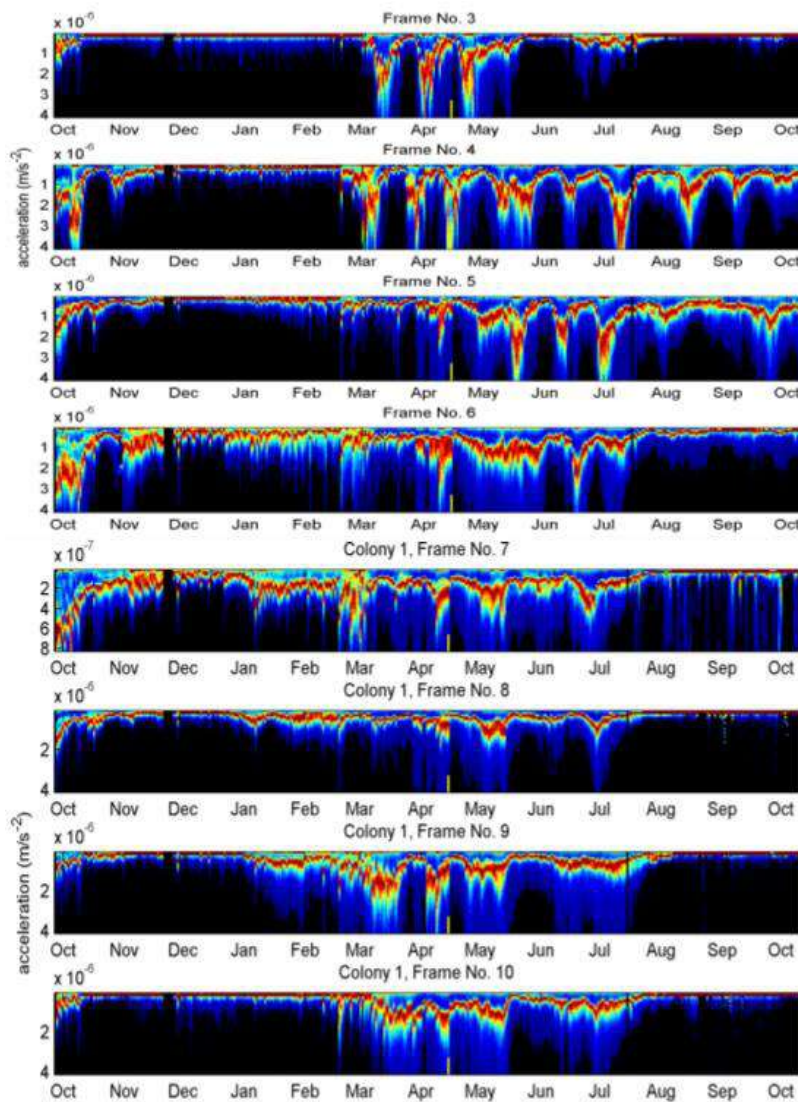 Frame No. 3
x 10^-6
1
2
3
4
Oct Nov Dec Jan Feb Mar Apr May Jun Jul Aug Sep Oct
Frame No. 4
x 10^-6
1
2
3
4
Oct Nov Dec Jan Feb Mar Apr May Jun Jul Aug Sep Oct
acceleration (m/s^-2)
Frame No. 5
x 10^-6
1
2
3
4
Oct Nov Dec Jan Feb Mar Apr May Jun Jul Aug Sep Oct
Frame No. 6
x 10^-6
1
2
3
4
Oct Nov Dec Jan Feb Mar Apr May Jun Jul Aug Sep Oct
Colony 1, Frame No. 7
x 10^-7
2
4
6
8
Oct Nov Dec Jan Feb Mar Apr May Jun Jul Aug Sep Oct
Colony 1, Frame No. 8
x 10^-6
2
4
Oct Nov Dec Jan Feb Mar Apr May Jun Jul Aug Sep Oct
Colony 1, Frame No. 9
x 10^-6
2
4
Oct Nov Dec Jan Feb Mar Apr May Jun Jul Aug Sep Oct
acceleration (m/s^-2)
Colony 1, Frame No. 10
x 10^-6
2
4
Oct Nov Dec Jan Feb Mar Apr May Jun Jul Aug Sep Oct